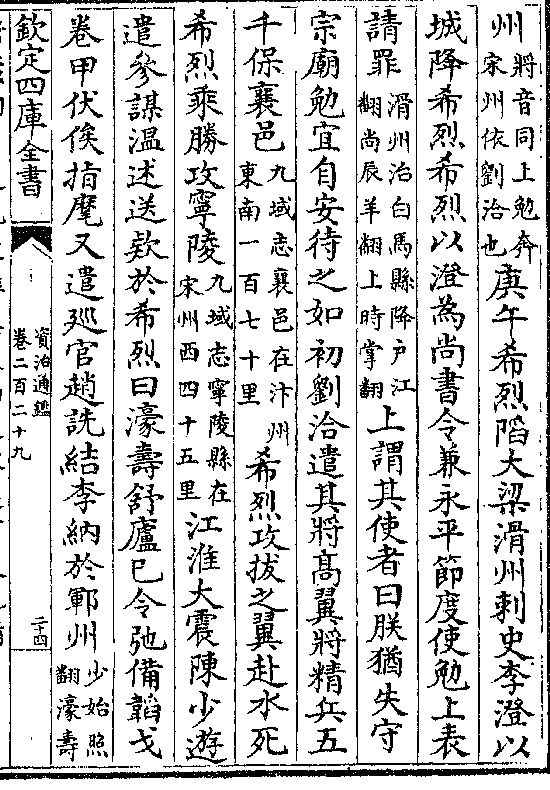 州將音同上勉奔宋州依劉洽也庚午希烈陷大梁滑州刺史李澄以
城降希烈希烈以澄為尚書令兼永平節度使勉上表
請罪滑州治白馬縣降户江翻尚辰羊翻上時掌翻上謂其使者曰朕猶失守
宗廟勉宜自安待之如初劉洽遣其將髙翼將精兵五
千保襄邑九域志襄邑在汴州東南一百七十里希烈攻拔之翼赴水死
希烈乘勝攻寧陵九域志寧陵縣在宋州西四十五里江淮大震陳少遊
遣參謀温述送欵於希烈曰濠壽舒廬已令弛備韜戈
卷甲伏俟指麾又遣廵官趙詵結李納於鄆州少始照翻濠壽
欽定四庫全書
資治通鑑
卷二百二十九
二十四